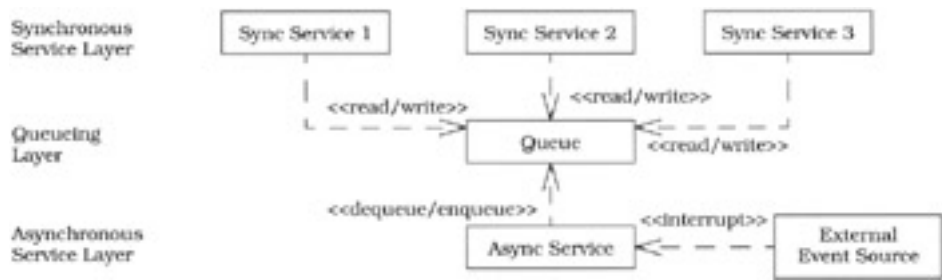 Synchronous
Service Layer
Sync Service 1
Sync Service 2
Sync Service 3
<<read/write>>
<<read/write>>
Queueing
Layer
Queue
<<read/write>>
<<dequeue/enqueue>>
<<interrupt>>
Asynchronous
Service Layer
Async Service
External
Event Source